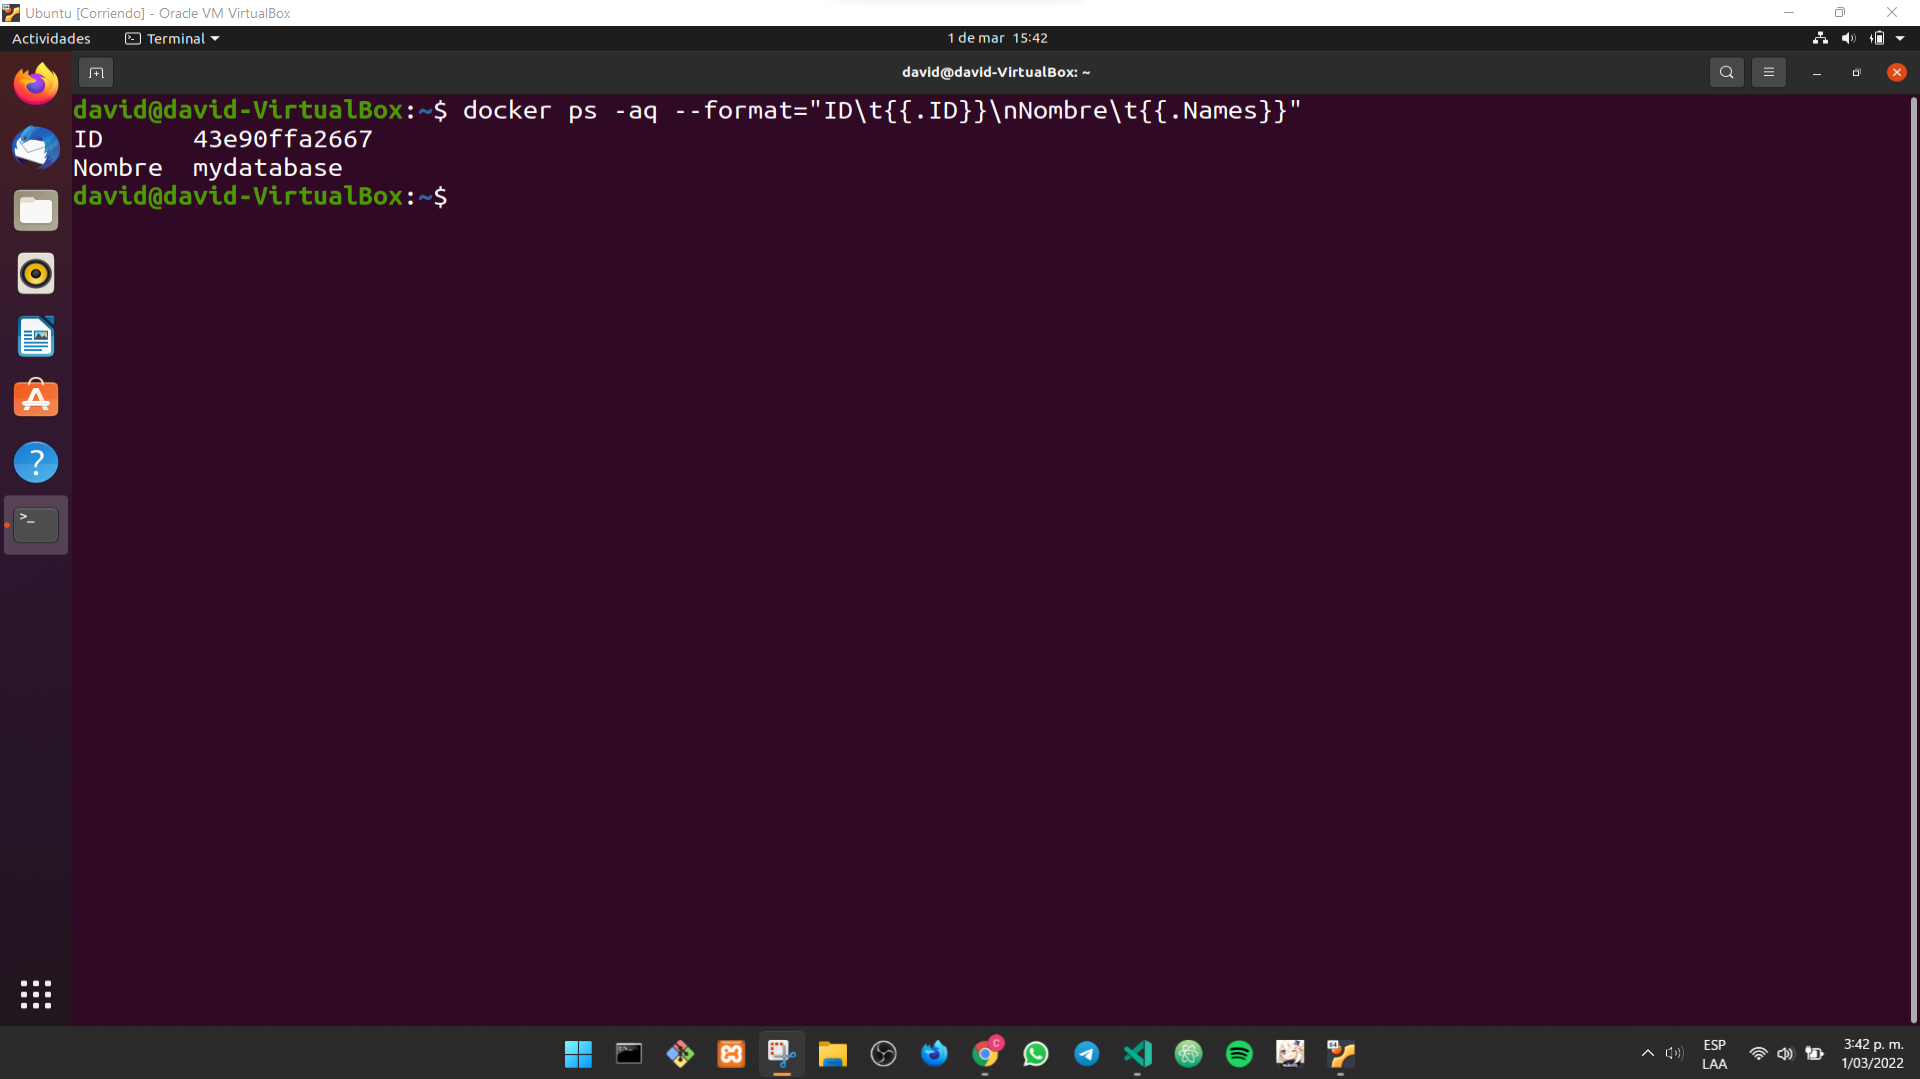 Ubuntu [Corriendo] - Oracle VM VirtualBox
Actividades Terminal 1 de mar 15:42
david@david-VirtualBox: ~
david@david-VirtualBox:~$ docker ps -aq --format="ID\t{{.ID}}\nNombre\t{{.Names}}"
ID 43e90ffa2667
Nombre mydatabase
david@david-VirtualBox:~$
ESP 3:42 p. m.
LAA 1/03/2022